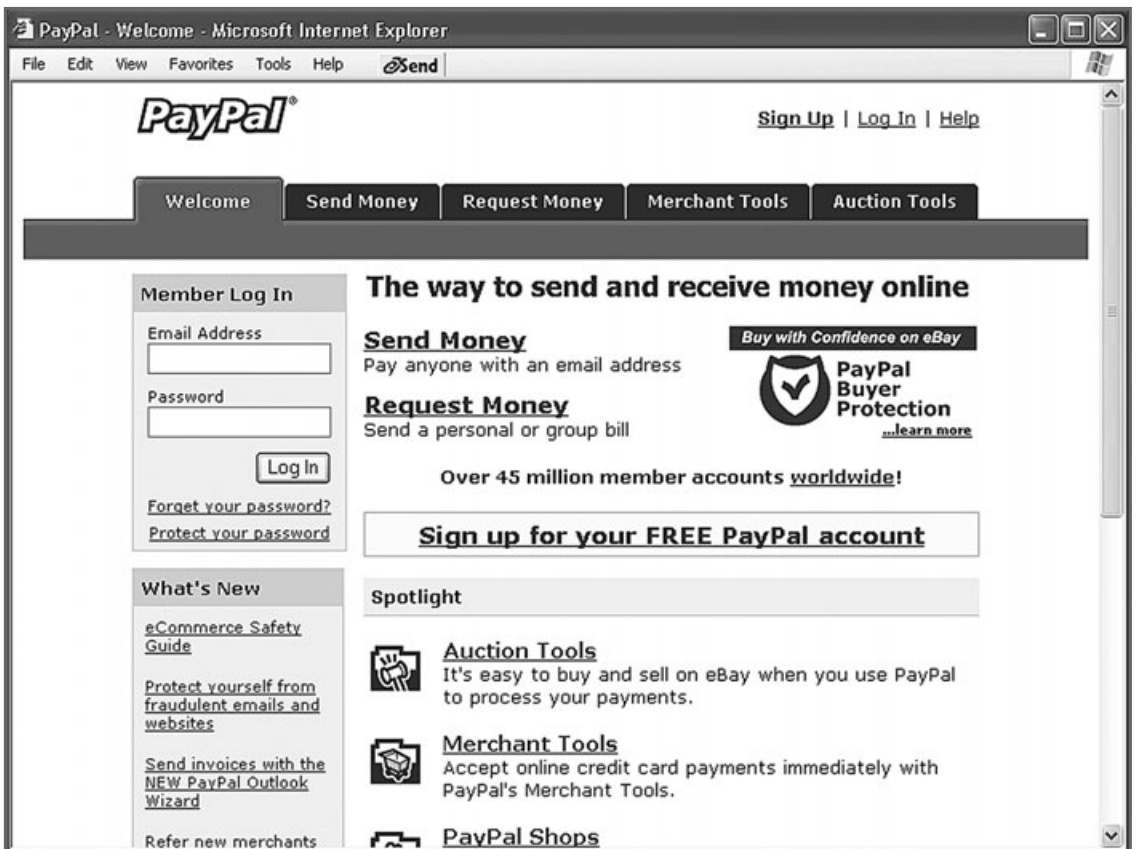 PayPal - Welcome - Microsoft Internet Explorer
File Edit View Favorites Tools Help Send
PayPal®
Sign Up | Log In | Help
Welcome Send Money Request Money Merchant Tools Auction Tools
Member Log In
Email Address
Password
Log In
Forget your password?
Protect your password
What's New
eCommerce Safety
Guide
Protect yourself from
fraudulent emails and
websites
Send invoices with the
NEW PayPal Outlook
Wizard
Refer new merchants
The way to send and receive money online
Send Money
Pay anyone with an email address
Request Money
Send a personal or group bill
Buy with Confidence on eBay
PayPal
Buyer
Protection
...learn more
Over 45 million member accounts worldwide!
Sign up for your FREE PayPal account
Spotlight
Auction Tools
It's easy to buy and sell on eBay when you use PayPal
to process your payments.
Merchant Tools
Accept online credit card payments immediately with
PayPal's Merchant Tools.
PayPal Shops